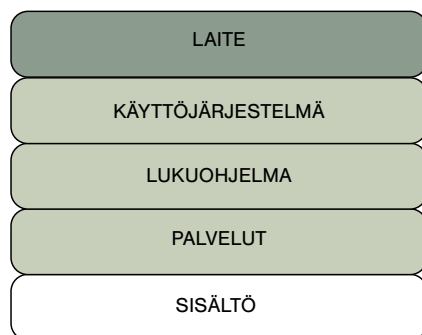 LAITE
KÄYTTÖJÄRJESTELMÄ
LUKUOHJELMA
PALVELUT
SISÄLTÖ